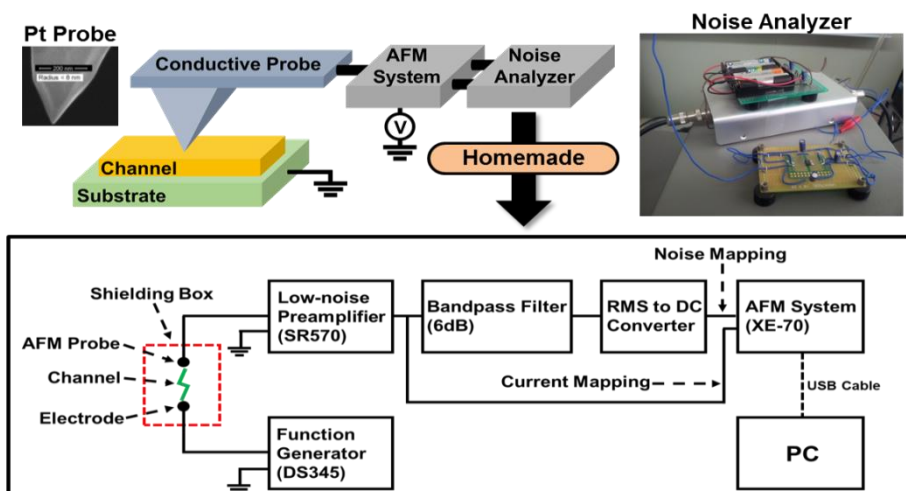 Pt Probe
200 nm
Radius < 8 nm
Conductive Probe
AFM
System
Noise
Analyzer
Noise Analyzer
V
Channel
Substrate
Homemade
Noise Mapping
Shielding Box
AFM Probe
Channel
Electrode
Low-noise
Preamplifier
(SR570)
Bandpass Filter
(6dB)
RMS to DC
Converter
AFM System
(XE-70)
Current Mapping
USB Cable
Function
Generator
(DS345)
PC